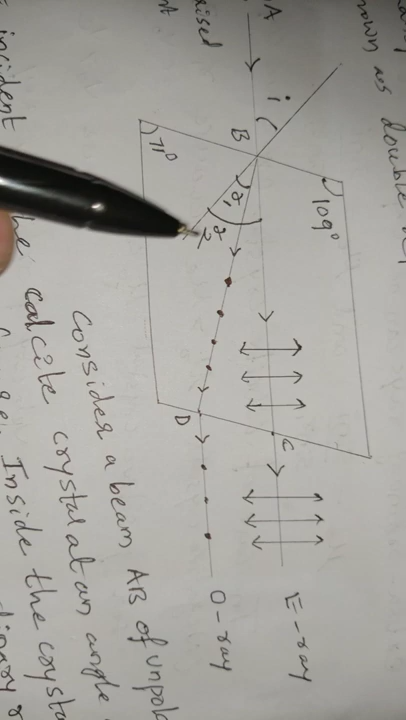 nown as double
109°
C
E-ray
A
i
B
r₁
r₂
D
O-ray
71°
Consider a beam AB of unpol
calcite crystal at an angle
incident
Inside the crysta